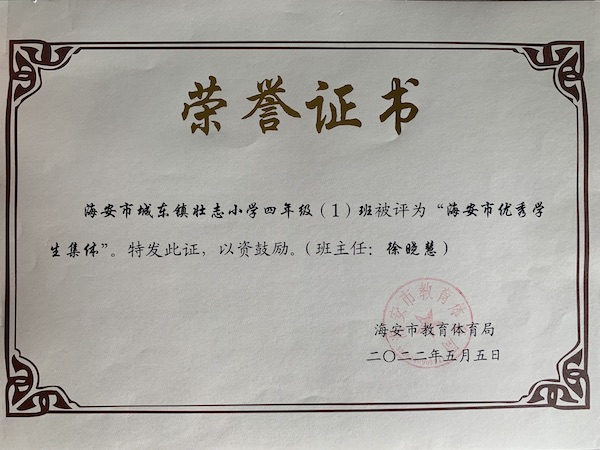 荣誉证书
海安市城东镇壮志小学四年级（1）班被评为“海安市优秀学
生集体”。特发此证，以资鼓励。（班主任：徐晓慧）
海安市教育体育局
二〇二二年五月五日